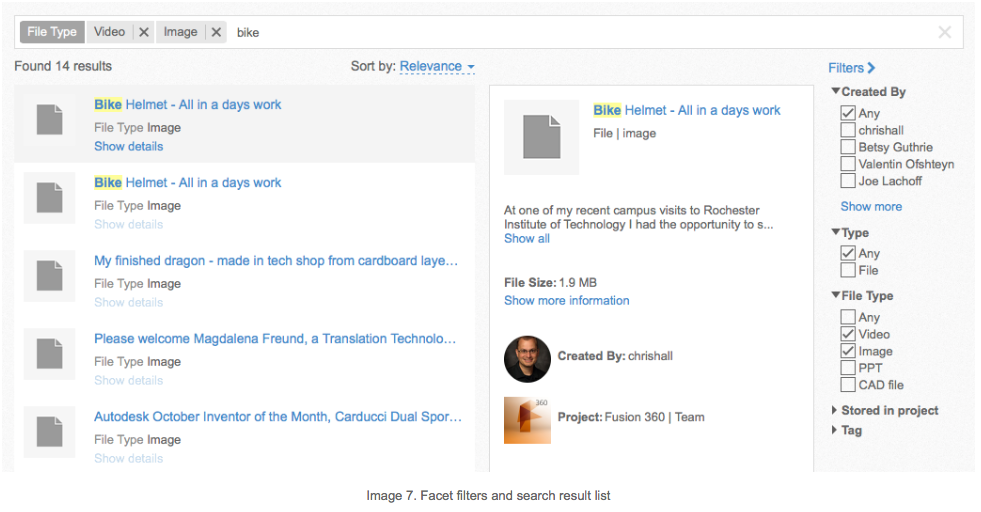 File Type Video Image bike
Found 14 results
Sort by: Relevance
Bike Helmet - All in a days work
File Type Image
Show details
Bike Helmet - All in a days work
File Type Image
Show details
My finished dragon - made in tech shop from cardboard laye…
File Type Image
Show details
Please welcome Magdalena Freund, a Translation Technolo…
File Type Image
Show details
Autodesk October Inventor of the Month, Carducci Dual Spor…
File Type Image
Show details
Bike Helmet - All in a days work
File | image
At one of my recent campus visits to Rochester
Institute of Technology I had the opportunity to s...
Show all
File Size: 1.9 MB
Show more information
Created By: chrishall
360
Project: Fusion 360 | Team
Filters
Created By
Any
chrishall
Betsy Guthrie
Valentin Ofshteyn
Joe Lachoff
Show more
Type
Any
File
File Type
Any
Video
Image
PPT
CAD file
Stored in project
Tag
Image 7. Facet filters and search result list